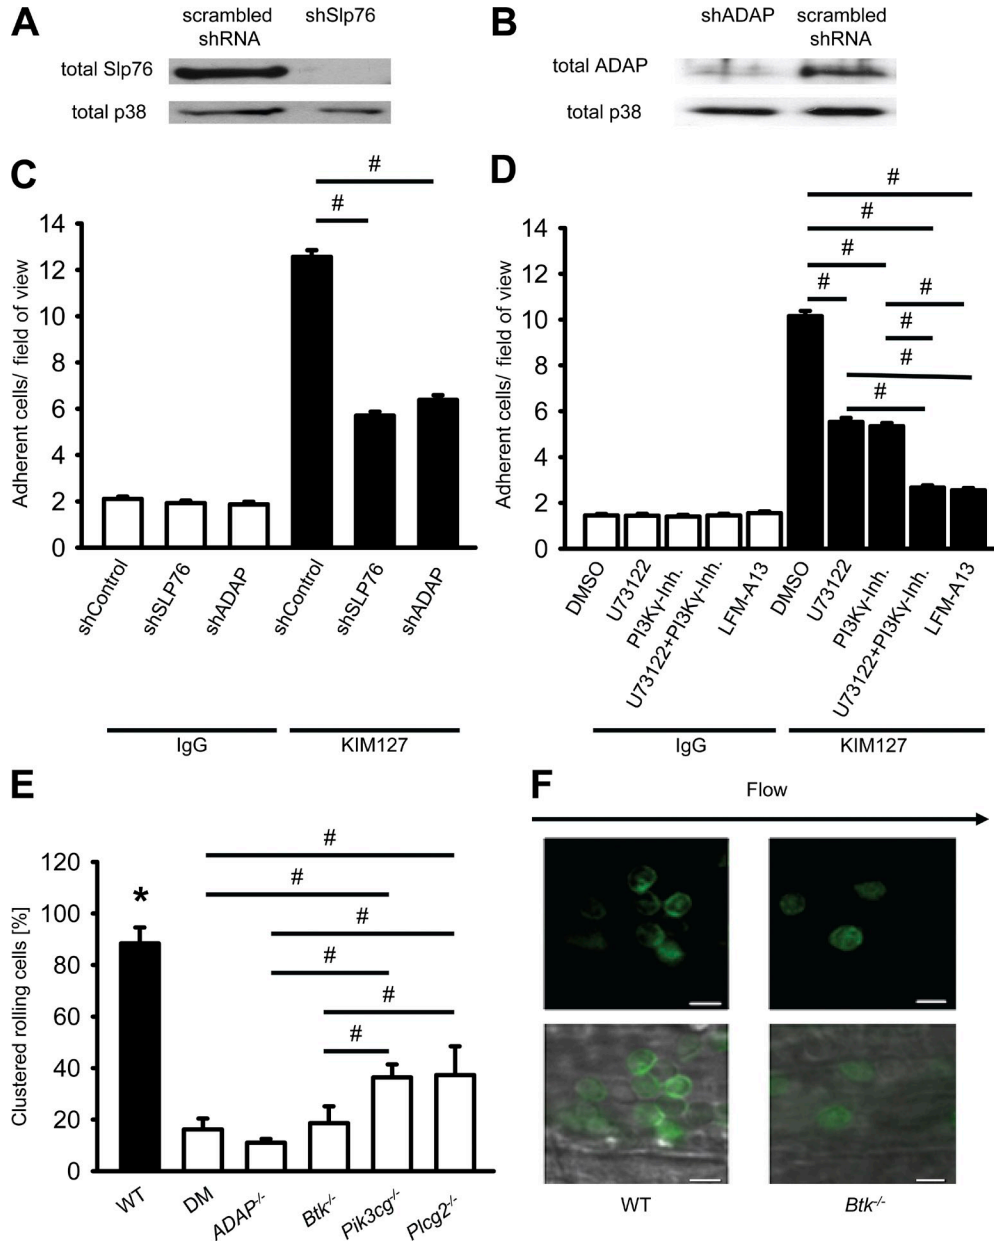 A
scrambled
shRNA
shSlp76
total Slp76
total p38
B
shADAP
scrambled
shRNA
total ADAP
total p38
C
#
#
Adherent cells/ field of view
14
12
10
8
6
4
2
0
shControl
shSLP76
shADAP
shControl
shSLP76
shADAP
IgG
KIM127
D
#
#
#
#
#
#
#
#
Adherent cells/ field of view
14
12
10
8
6
4
2
0
DMSO
U73122
PI3Kγ-Inh.
U73122+PI3Kγ-Inh.
LFM-A13
DMSO
U73122
PI3Kγ-Inh.
U73122+PI3Kγ-Inh.
LFM-A13
IgG
KIM127
E
*
#
#
#
#
#
#
Clustered rolling cells [%]
120
100
80
60
40
20
0
WT
DM
ADAP-/-
Btk-/-
Pik3cg-/-
Plcg2-/-
F
Flow
WT
Btk-/-